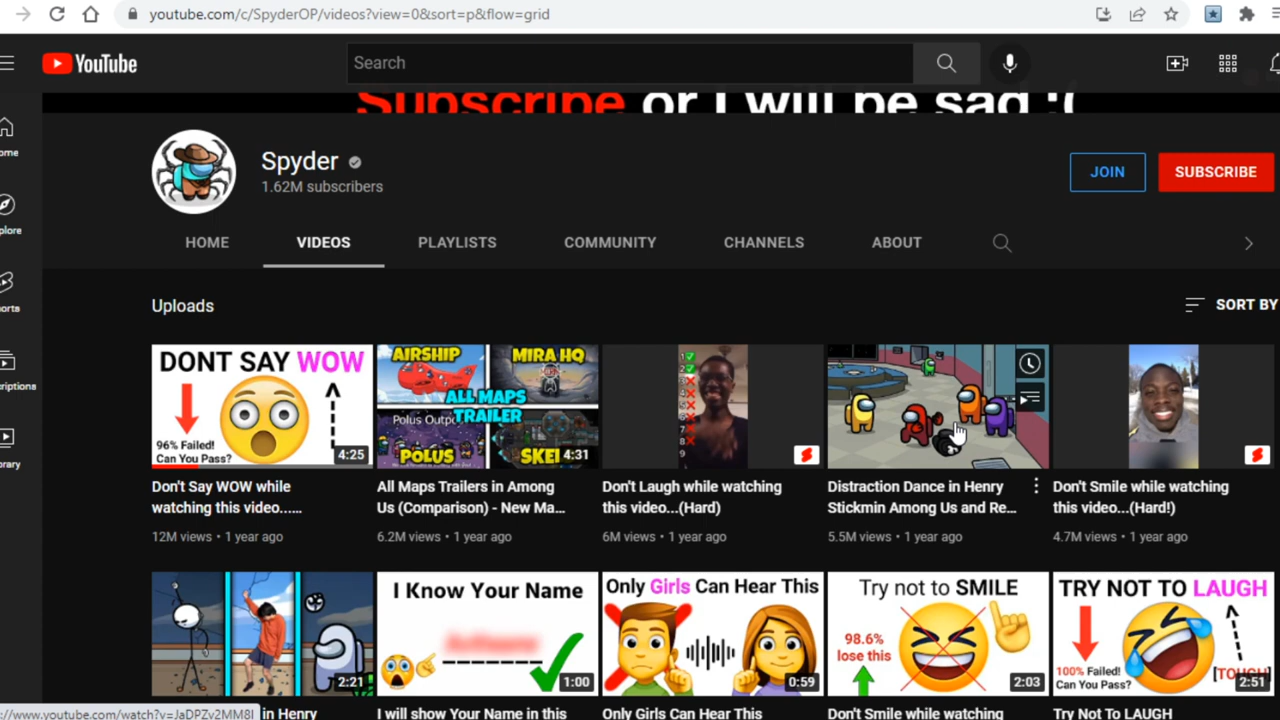 youtube.com/c/SpyderOP/videos?view=0&sort=p&flow=grid
YouTube
Search
Subscribe or I will be sad :(
Spyder
1.62M subscribers
JOIN
SUBSCRIBE
HOME
VIDEOS
PLAYLISTS
COMMUNITY
CHANNELS
ABOUT
ome
plore
orts
riptions
rary
Uploads
SORT BY
DONT SAY WOW
96% Failed!
Can You Pass?
4:25
AIRSHIP
MIRA HQ
ALL MAPS
TRAILER
Polus Outpo
POLUS
SKEL
4:31
1
2
9
Don't Say WOW while
watching this video......
12M views • 1 year ago
All Maps Trailers in Among
Us (Comparison) - New Ma...
6.2M views • 1 year ago
Don't Laugh while watching
this video...(Hard)
6M views • 1 year ago
Distraction Dance in Henry
Stickmin Among Us and Re...
5.5M views • 1 year ago
Don't Smile while watching
this video...(Hard!)
4.7M views • 1 year ago
2:21
I Know Your Name
1:00
Only Girls Can Hear This
0:59
Try not to SMILE
98.6%
lose this
2:03
TRY NOT TO LAUGH
100% Failed!
Can You Pass?
[TOUGH]
2:51
://www.youtube.com/watch?v=JaDPZv2MM8I
in Henry
I will show Your Name in this
Only Girls Can Hear This
Don't Smile while watching
Try Not To LAUGH